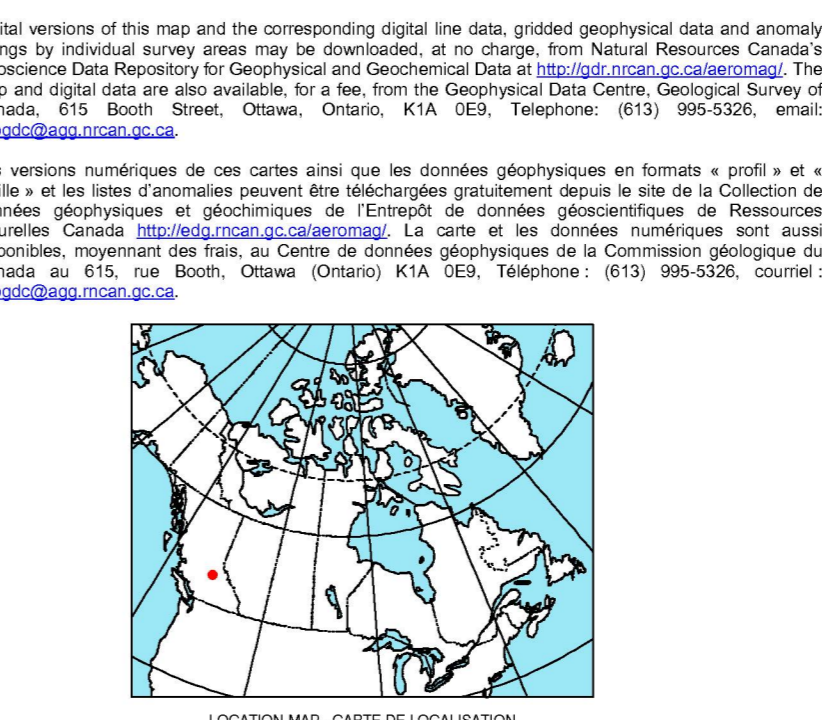 ital versions of this map and the corresponding digital line data, gridded geophysical data and anomaly
ngs by individual survey areas may be downloaded, at no charge, from Natural Resources Canada's
oscience Data Repository for Geophysical and Geochemical Data at http://gdr.nrcan.gc.ca/aeromag/. The
p and digital data are also available, for a fee, from the Geophysical Data Centre, Geological Survey of
nada, 615 Booth Street, Ottawa, Ontario, K1A 0E9, Telephone: (613) 995-5326, email:
ogdc@agg.nrcan.gc.ca.
s versions numériques de ces cartes ainsi que les données géophysiques en formats « profil » et «
ille » et les listes d'anomalies peuvent être téléchargées gratuitement depuis le site de la Collection de
nnées géophysiques et géochimiques de l'Entrepôt de données géoscientifiques de Ressources
urelles Canada http://edg.rncan.gc.ca/aeromag/. La carte et les données numériques sont aussi
ponibles, moyennant des frais, au Centre de données géophysiques de la Commission géologique du
nada au 615, rue Booth, Ottawa (Ontario) K1A 0E9, Téléphone : (613) 995-5326, courriel :
ogdc@agg.rncan.gc.ca.
LOCATION MAP - CARTE DE LOCALISATION